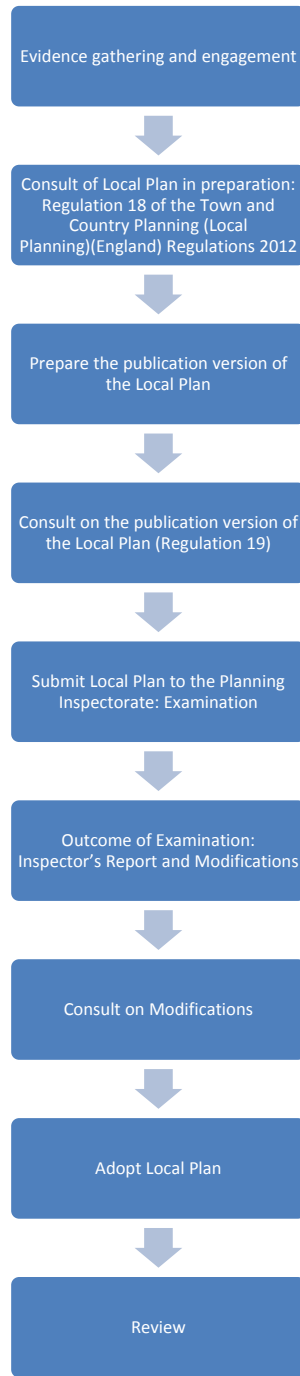 Evidence gathering and engagement
Consult of Local Plan in preparation:
Regulation 18 of the Town and
Country Planning (Local
Planning)(England) Regulations 2012
Prepare the publication version of
the Local Plan
Consult on the publication version of
the Local Plan (Regulation 19)
Submit Local Plan to the Planning
Inspectorate: Examination
Outcome of Examination:
Inspector’s Report and Modifications
Consult on Modifications
Adopt Local Plan
Review